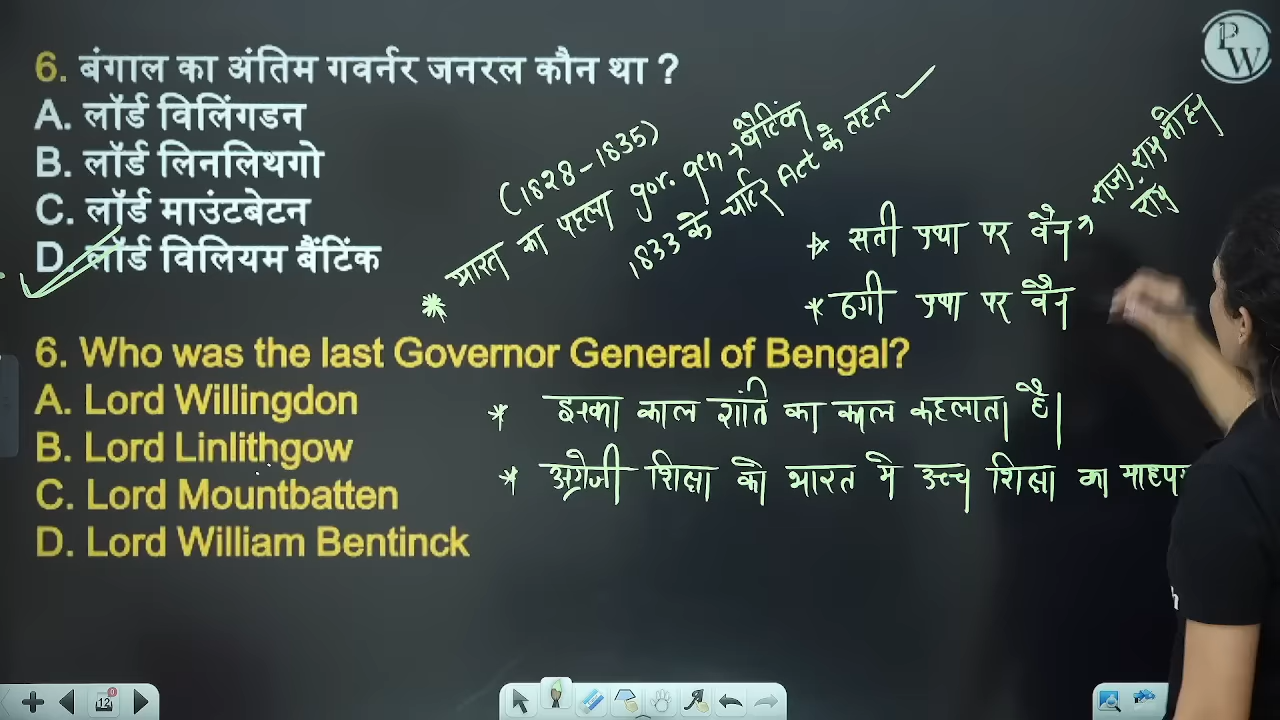 6. बंगाल का अंतिम गवर्नर जनरल कौन था ?
A. लॉर्ड विलिंगडन
B. लॉर्ड लिनलिथगो
C. लॉर्ड माउंटबेटन
D. लॉर्ड विलियम बैंटिंक
(1828-1835)
* भारत का पहला gov. gen → बैंटिंक
1833 के चार्टर Act के तहत
* सती प्रथा पर बैन → राजा राम मोहन
राय
* ठगी प्रथा पर बैन
6. Who was the last Governor General of Bengal?
A. Lord Willingdon
B. Lord Linlithgow
C. Lord Mountbatten
D. Lord William Bentinck
* इसका काल शांति का काल कहलाता है।
* अंग्रेजी शिक्षा को भारत मे उच्च शिक्षा का
PW
12